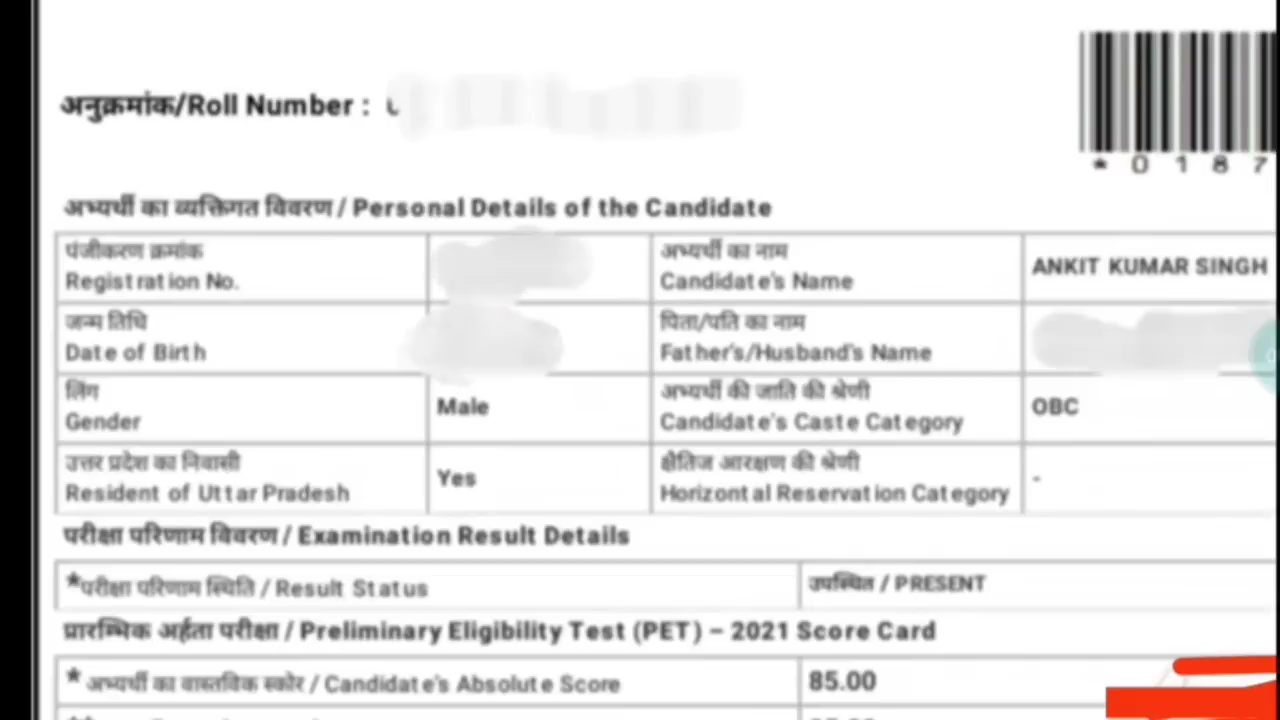 अनुक्रमांक/Roll Number :
* 0 1 8 7
अभ्यर्थी का व्यक्तिगत विवरण / Personal Details of the Candidate
पंजीकरण क्रमांक
Registration No.
अभ्यर्थी का नाम
Candidate's Name
ANKIT KUMAR SINGH
जन्म तिथि
Date of Birth
पिता/पति का नाम
Father's/Husband's Name
लिंग
Gender
Male
अभ्यर्थी की जाति की श्रेणी
Candidate's Caste Category
OBC
उत्तर प्रदेश का निवासी
Resident of Uttar Pradesh
Yes
क्षैतिज आरक्षण की श्रेणी
Horizontal Reservation Category
-
परीक्षा परिणाम विवरण / Examination Result Details
*परीक्षा परिणाम स्थिति / Result Status
उपस्थित / PRESENT
प्रारम्भिक अर्हता परीक्षा / Preliminary Eligibility Test (PET) – 2021 Score Card
* अभ्यर्थी का वास्तविक स्कोर / Candidate's Absolute Score
85.00